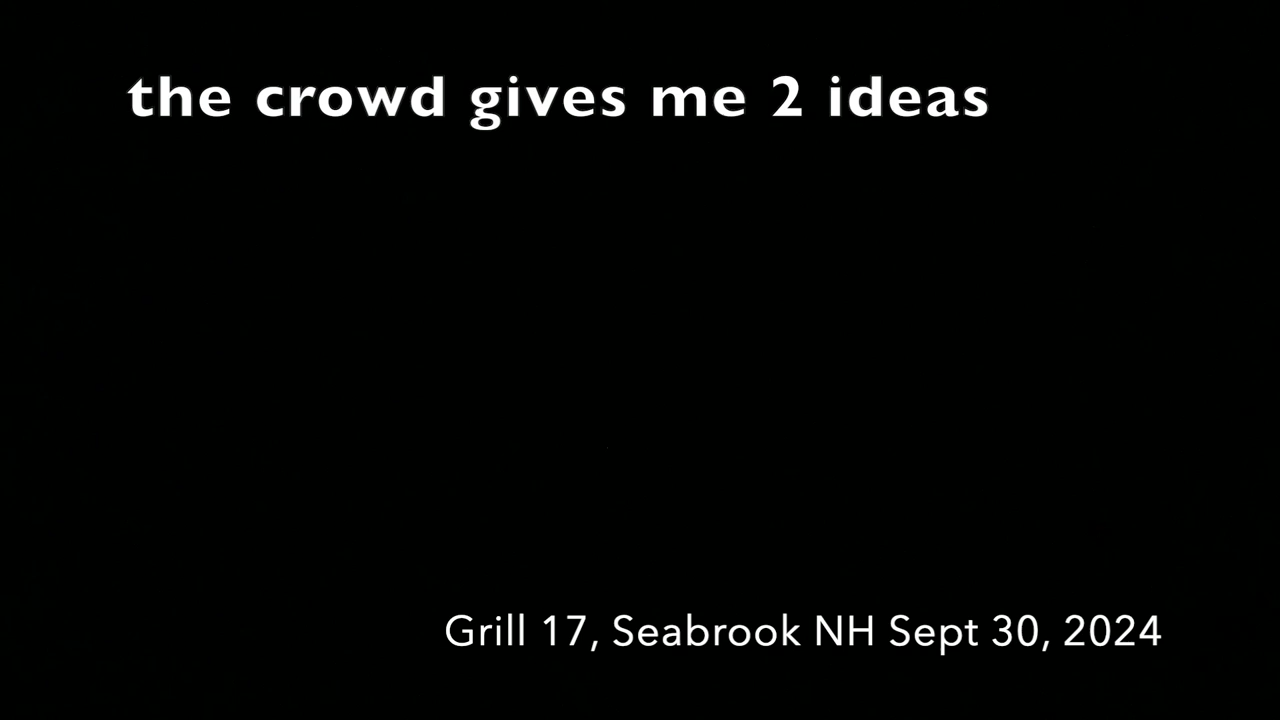 the crowd gives me 2 ideas
Grill 17, Seabrook NH Sept 30, 2024